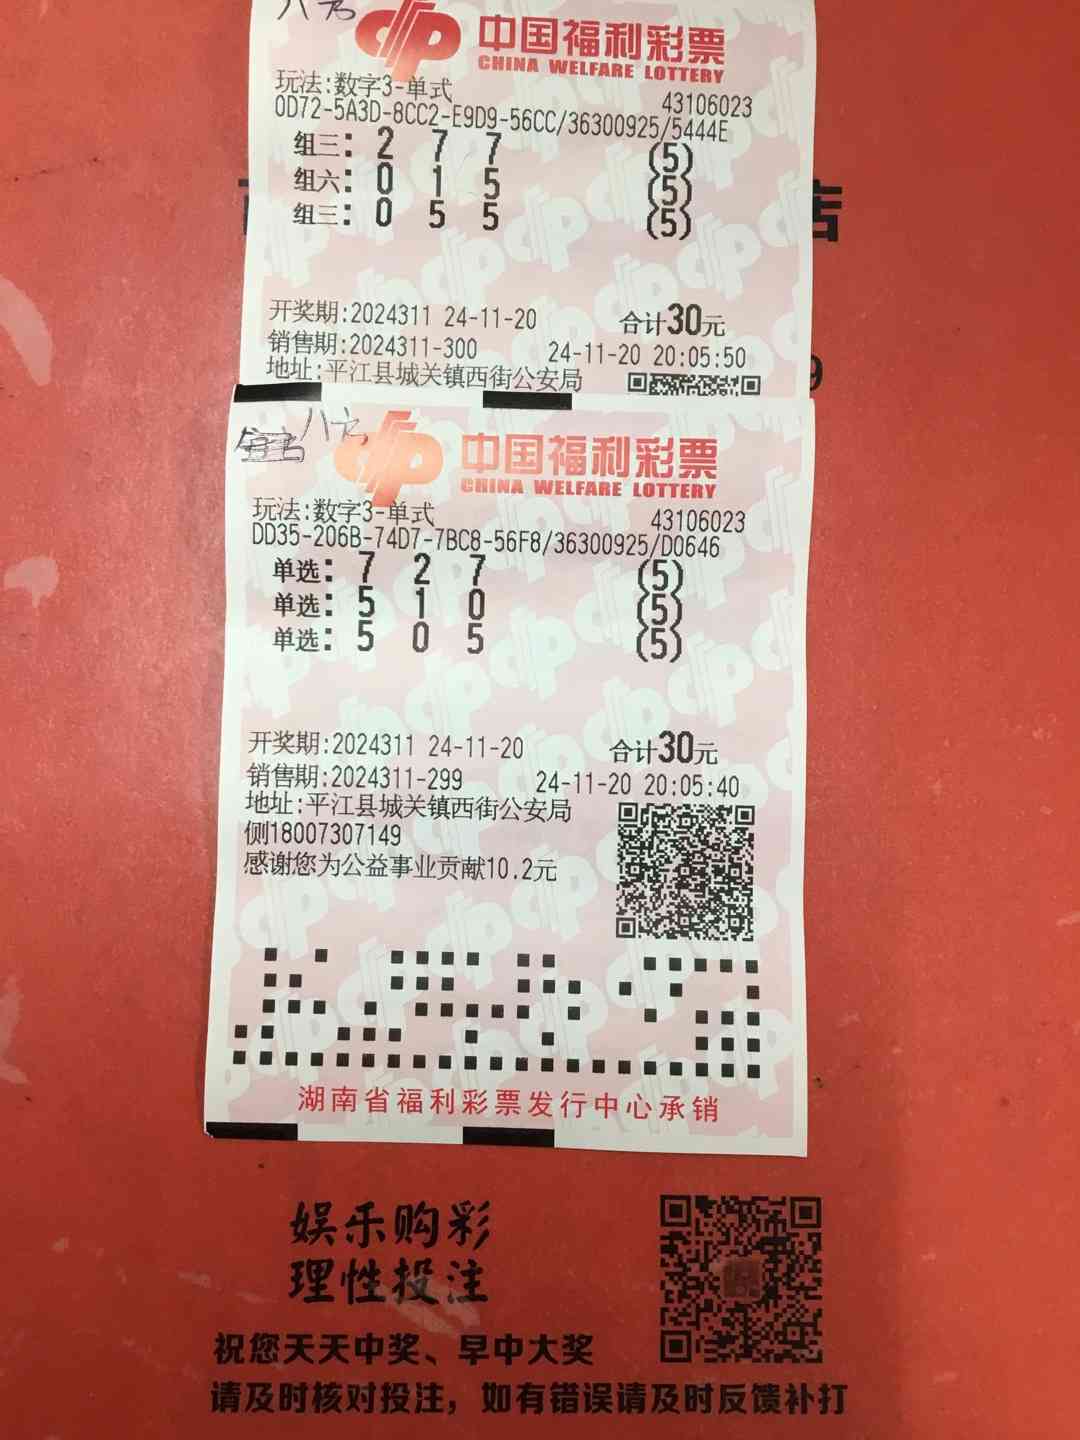 八方
中国福利彩票
CHINA WELFARE LOTTERY
玩法:数字3-单式
43106023
0D72-5A3D-8CC2-E9D9-56CC/36300925/5444E
组三: 2 7 7 (5)
组六: 0 1 5 (5)
组三: 0 5 5 (5)
店
开奖期:2024311 24-11-20 合计30元
销售期:2024311-300 24-11-20 20:05:50
地址:平江县城关镇西街公安局
9
八方
中国福利彩票
CHINA WELFARE LOTTERY
玩法:数字3-单式
43106023
DD35-206B-74D7-7BC8-56F8/36300925/D0646
单选: 7 2 7 (5)
单选: 5 1 0 (5)
单选: 5 0 5 (5)
开奖期:2024311 24-11-20 合计30元
销售期:2024311-299 24-11-20 20:05:40
地址:平江县城关镇西街公安局
侧18007307149
感谢您为公益事业贡献10.2元
湖南省福利彩票发行中心承销
娱乐购彩
理性投注
祝您天天中奖、早中大奖
请及时核对投注，如有错误请及时反馈补打